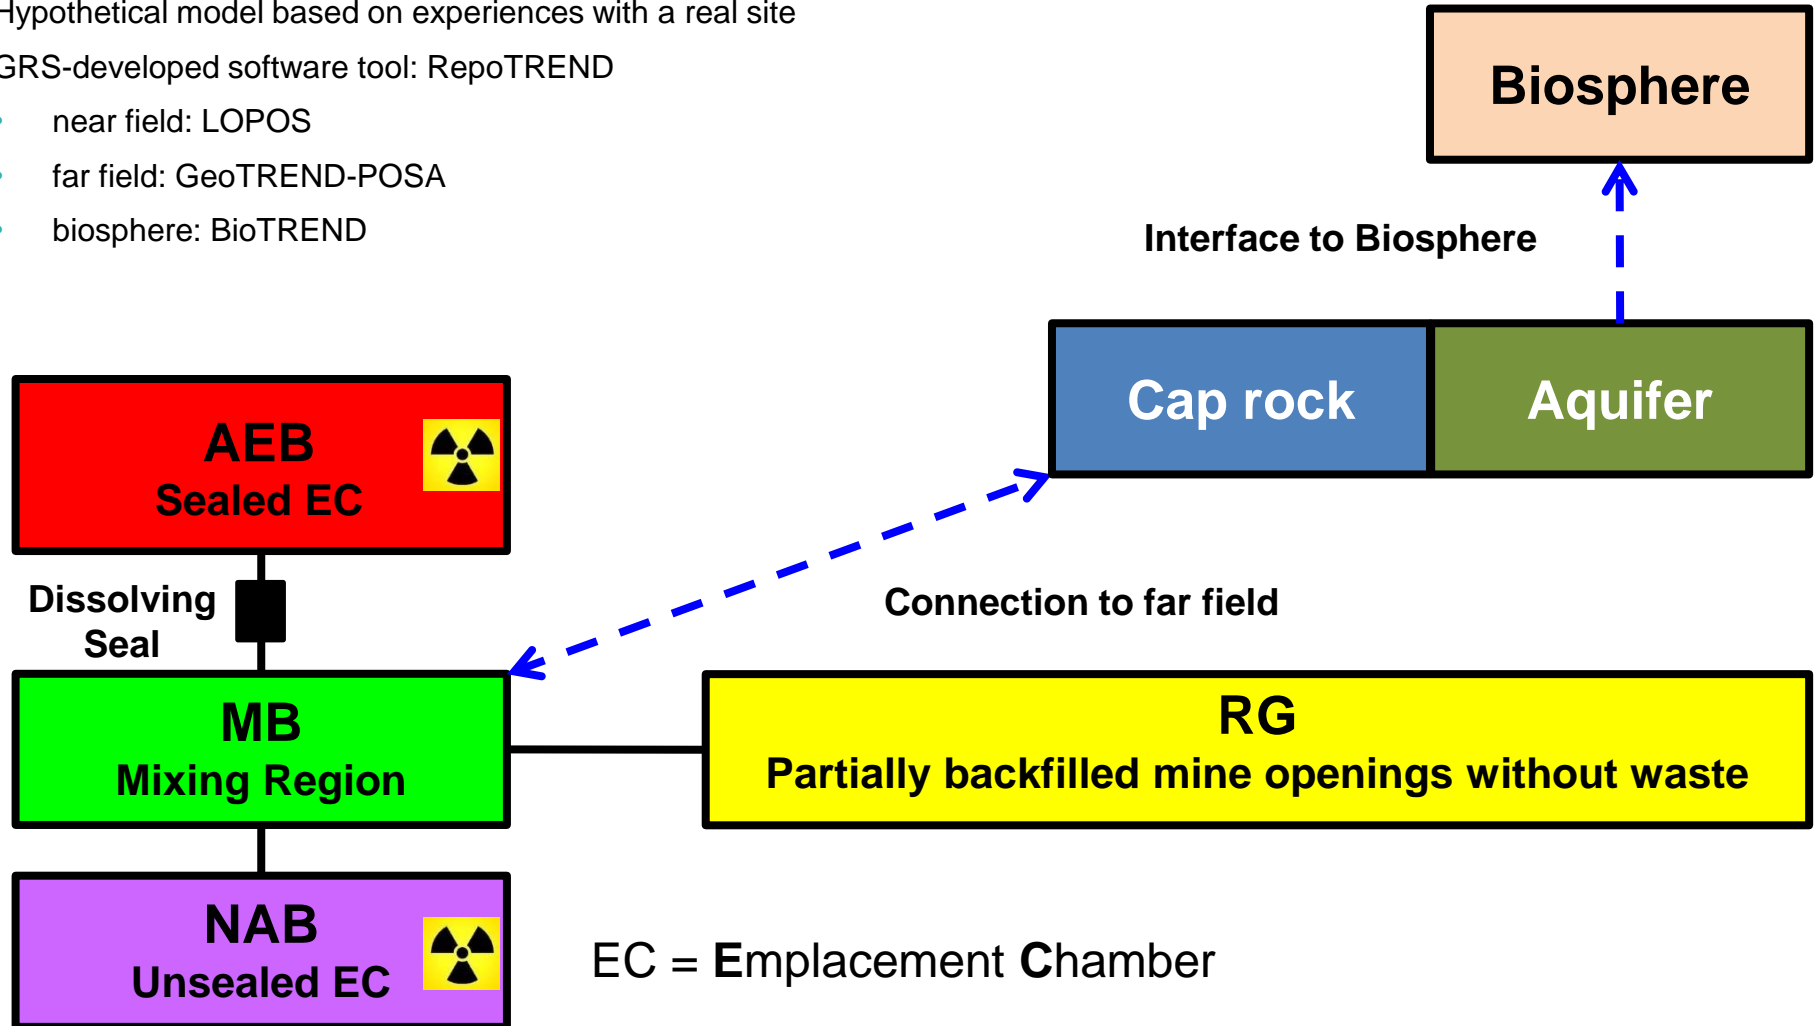 Hypothetical model based on experiences with a real site
GRS-developed software tool: RepoTREND
• near field: LOPOS
• far field: GeoTREND-POSA
• biosphere: BioTREND
Biosphere
Interface to Biosphere
Cap rock
Aquifer
AEB
Sealed EC
Dissolving
Seal
Connection to far field
MB
Mixing Region
RG
Partially backfilled mine openings without waste
NAB
Unsealed EC
EC = Emplacement Chamber